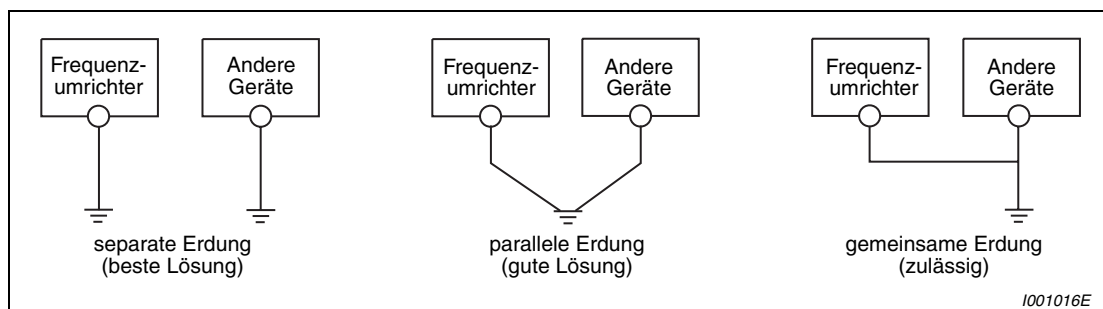 Frequenz-
umrichter
Andere
Geräte
separate Erdung
(beste Lösung)
Frequenz-
umrichter
Andere
Geräte
parallele Erdung
(gute Lösung)
Frequenz-
umrichter
Andere
Geräte
gemeinsame Erdung
(zulässig)
I001016E